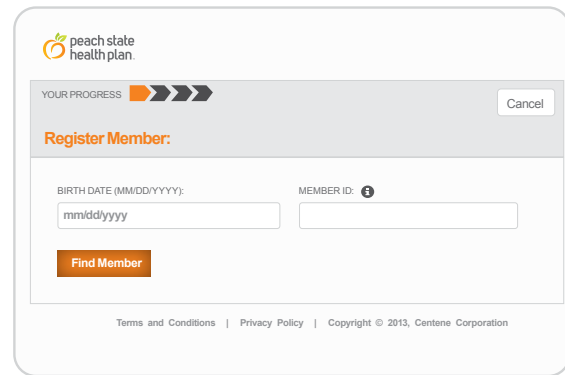 peach state
health plan.
YOUR PROGRESS
Cancel
Register Member:
BIRTH DATE (MM/DD/YYYY):
MEMBER ID:
mm/dd/yyyy
Find Member
Terms and Conditions | Privacy Policy | Copyright © 2013, Centene Corporation